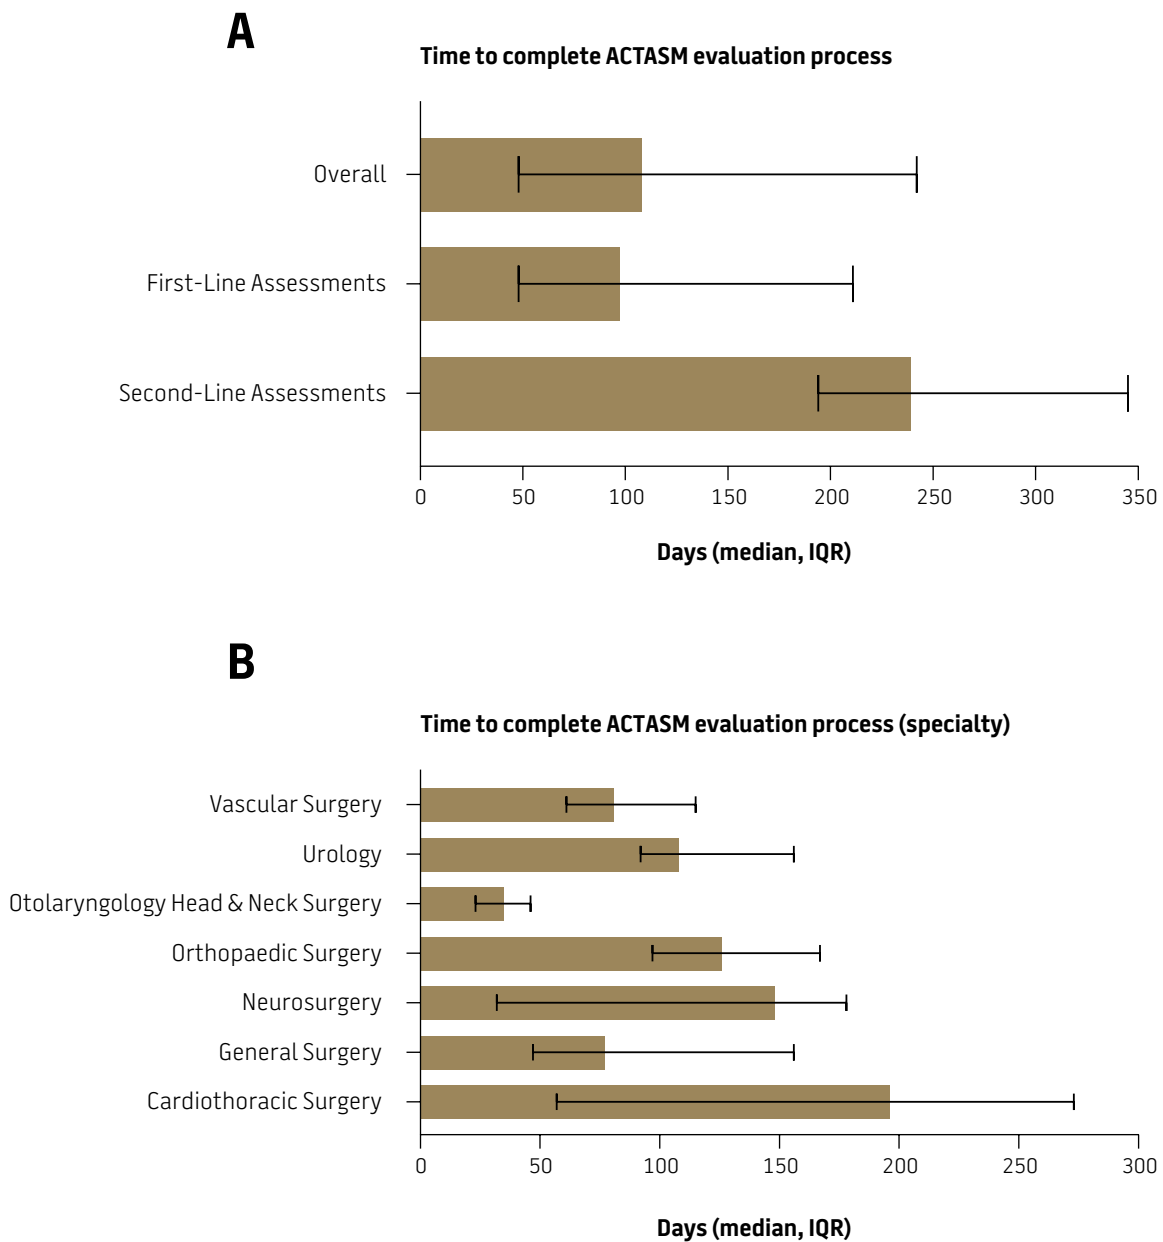 A
Time to complete ACTASM evaluation process
Overall
First-Line Assessments
Second-Line Assessments
0 50 100 150 200 250 300 350
Days (median, IQR)
B
Time to complete ACTASM evaluation process (specialty)
Vascular Surgery
Urology
Otolaryngology Head & Neck Surgery
Orthopaedic Surgery
Neurosurgery
General Surgery
Cardiothoracic Surgery
0 50 100 150 200 250 300
Days (median, IQR)